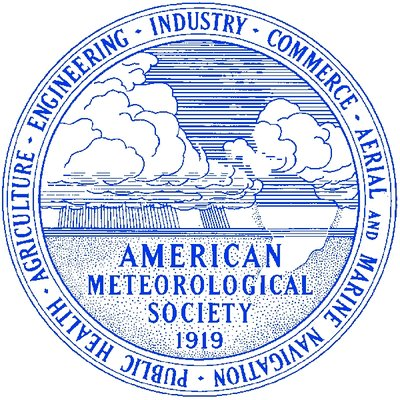 AGRICULTURE · ENGINEERING · INDUSTRY · COMMERCE · AERIAL AND MARINE NAVIGATION · PUBLIC HEALTH ·
AMERICAN
METEOROLOGICAL
SOCIETY
1919